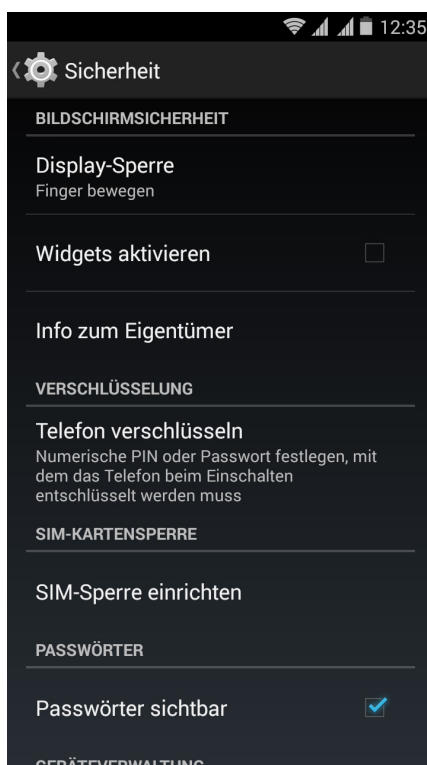 12:35
Sicherheit
BILDSCHIRMSICHERHEIT
Display-Sperre
Finger bewegen
Widgets aktivieren
Info zum Eigentümer
VERSCHLÜSSELUNG
Telefon verschlüsseln
Numerische PIN oder Passwort festlegen, mit
dem das Telefon beim Einschalten
entschlüsselt werden muss
SIM-KARTENSPERRE
SIM-Sperre einrichten
PASSWÖRTER
Passwörter sichtbar
GERÄTEVERWALTUNG